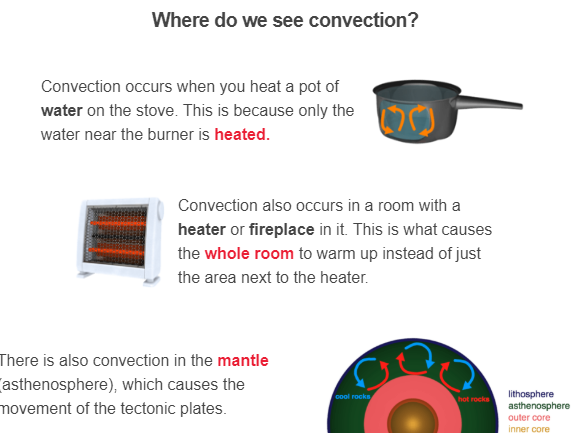 Where do we see convection?
Convection occurs when you heat a pot of
water on the stove. This is because only the
water near the burner is heated.
Convection also occurs in a room with a
heater or fireplace in it. This is what causes
the whole room to warm up instead of just
the area next to the heater.
There is also convection in the mantle
(asthenosphere), which causes the
movement of the tectonic plates.
cool rocks
hot rocks
lithosphere
asthenosphere
outer core
inner core